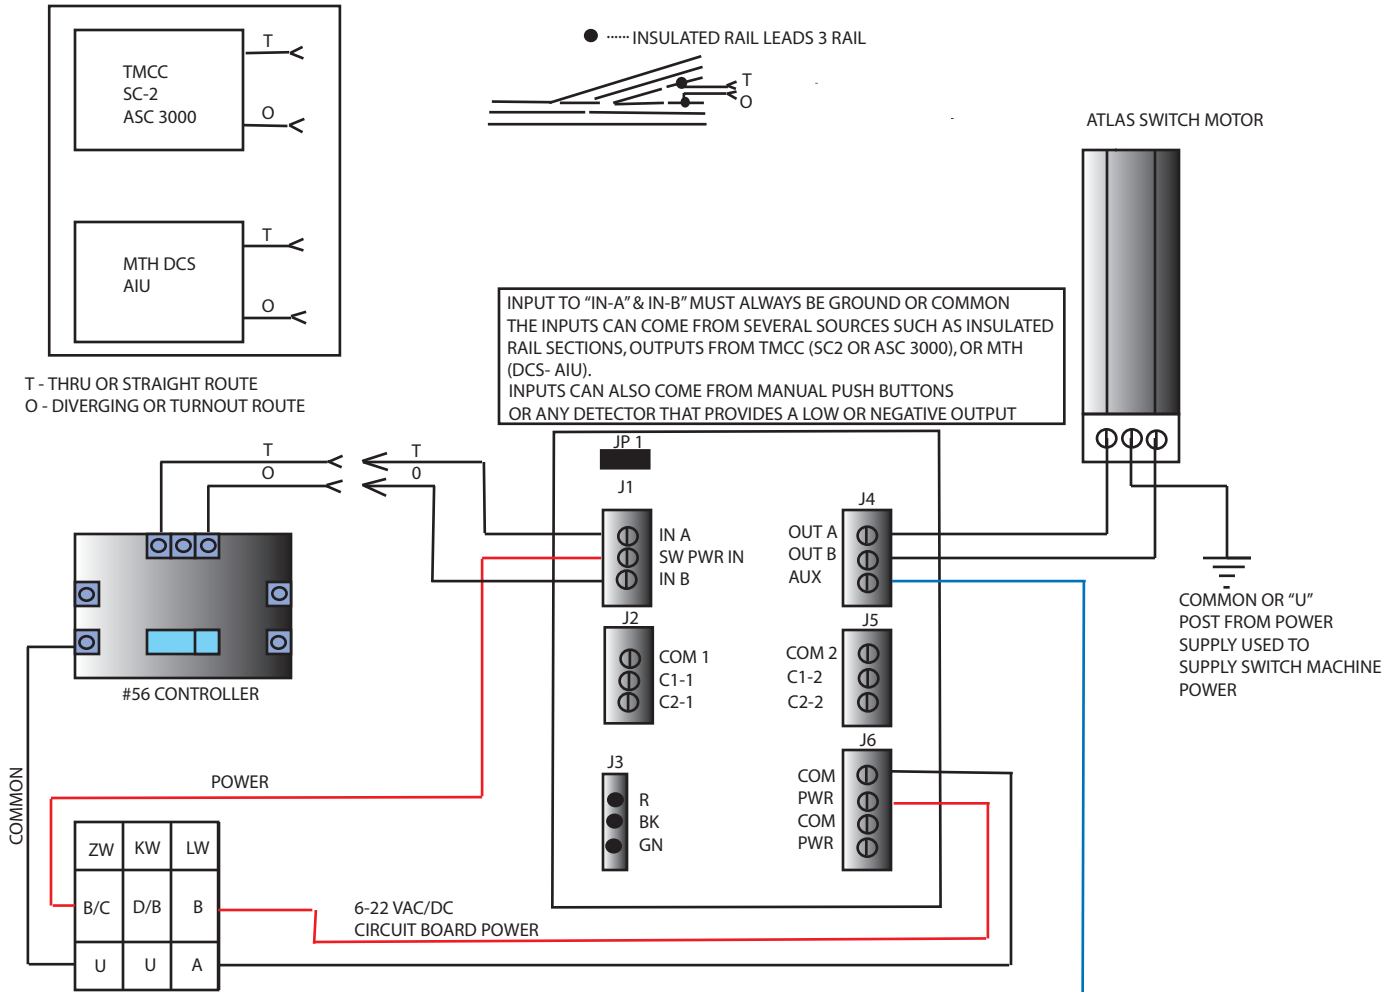 T
TMCC
SC-2
ASC 3000
O
T
MTH DCS
AIU
O
T - THRU OR STRAIGHT ROUTE
O - DIVERGING OR TURNOUT ROUTE
INSULATED RAIL LEADS 3 RAIL
T
O
ATLAS SWITCH MOTOR
INPUT TO “IN-A” & IN-B” MUST ALWAYS BE GROUND OR COMMON
THE INPUTS CAN COME FROM SEVERAL SOURCES SUCH AS INSULATED
RAIL SECTIONS, OUTPUTS FROM TMCC (SC2 OR ASC 3000), OR MTH
(DCS- AIU).
INPUTS CAN ALSO COME FROM MANUAL PUSH BUTTONS
OR ANY DETECTOR THAT PROVIDES A LOW OR NEGATIVE OUTPUT
T
O
T
0
#56 CONTROLLER
JP 1
J1
IN A
SW PWR IN
IN B
J2
COM 1
C1-1
C2-1
J3
R
BK
GN
J4
OUT A
OUT B
AUX
J5
COM 2
C1-2
C2-2
J6
COM
PWR
COM
PWR
COMMON OR “U”
POST FROM POWER
SUPPLY USED TO
SUPPLY SWITCH MACHINE
POWER
COMMON
POWER
ZW KW LW
B/C D/B B
U U A
6-22 VAC/DC
CIRCUIT BOARD POWER